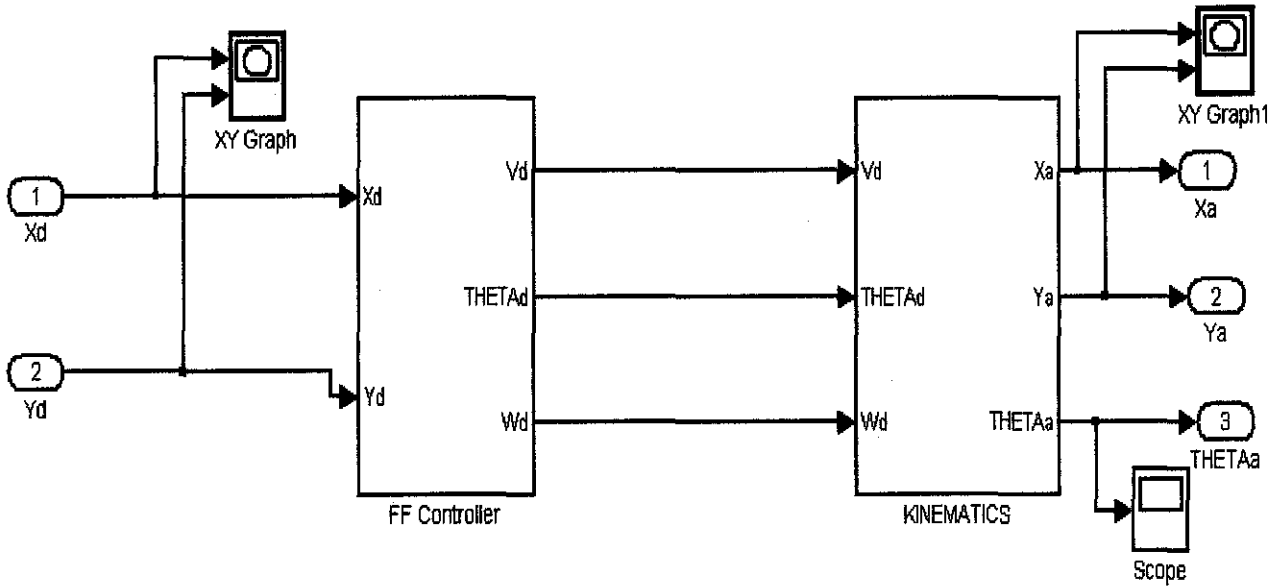 XY Graph
XY Graph1
1
Xd
Xd
Vd
Vd
Xa
1
Xa
THETAd
THETAd
Ya
2
Ya
2
Yd
Yd
Wd
Wd
THETAa
3
THETAa
FF Controller
KINEMATICS
Scope